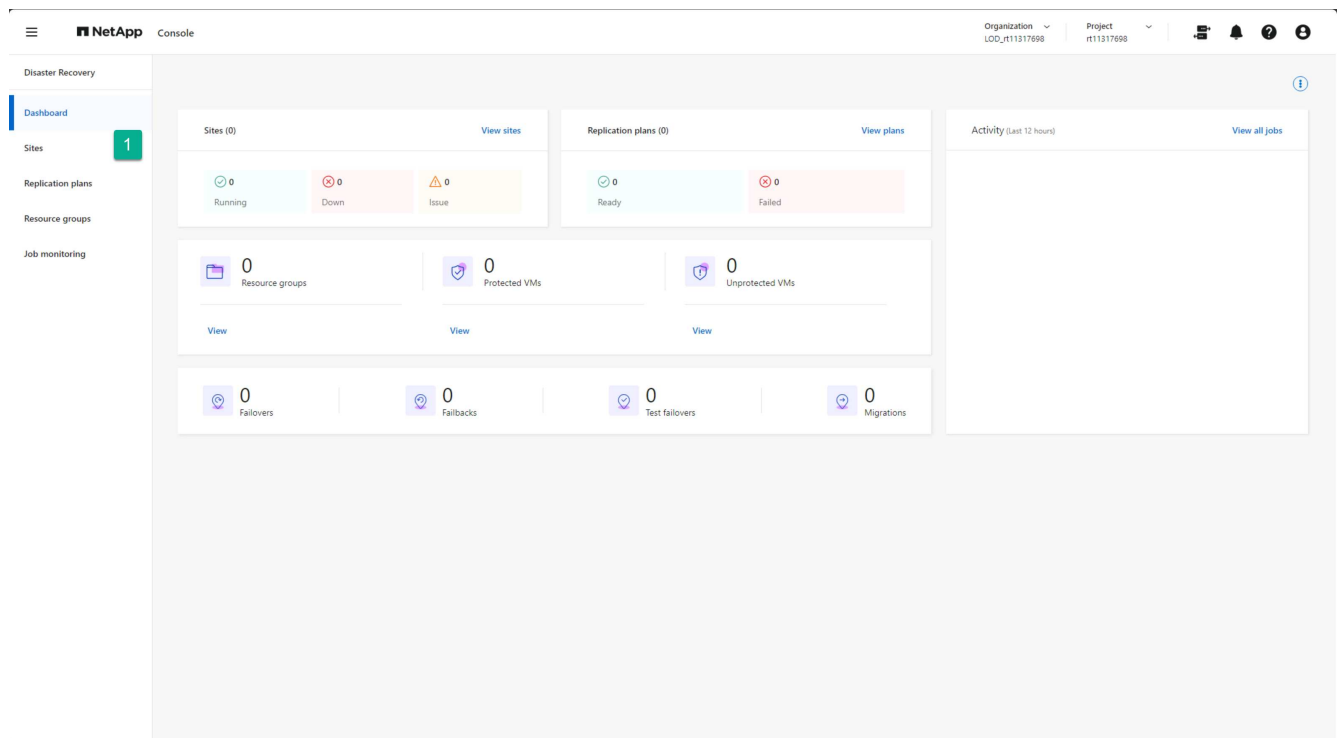 NetApp Console
Organization
LOD_rt11317698
Project
rt11317698
Disaster Recovery
Dashboard
Sites
1
Replication plans
Resource groups
Job monitoring
Sites (0)
View sites
0
Running
0
Down
0
Issue
Replication plans (0)
View plans
0
Ready
0
Failed
Activity (Last 12 hours)
View all jobs
0
Resource groups
View
0
Protected VMs
View
0
Unprotected VMs
View
0
Failovers
0
Failbacks
0
Test failovers
0
Migrations